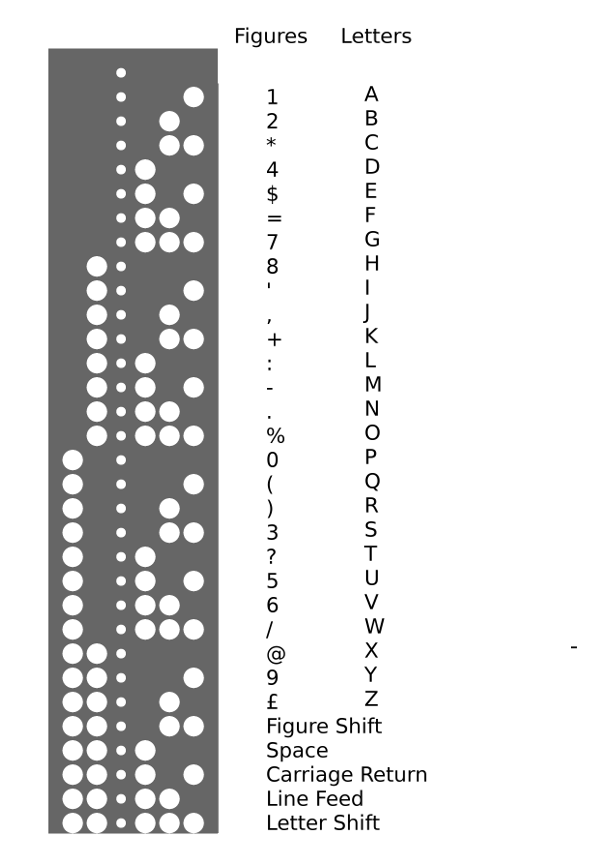 Figures Letters
1 A
2 B
* C
4 D
$ E
= F
7 G
8 H
' I
, J
+ K
: L
- M
. N
% O
0 P
( Q
) R
3 S
? T
5 U
6 V
/ W
@ X -
9 Y
£ Z
Figure Shift
Space
Carriage Return
Line Feed
Letter Shift